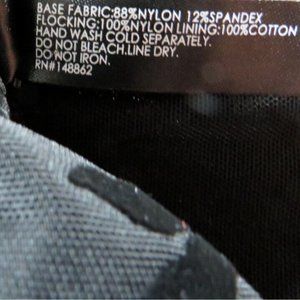 BASE FABRIC:88%NYLON 12%SPANDEX
FLOCKING:100%NYLON LINING:100%COTTON
HAND WASH COLD SEPARATELY.
DO NOT BLEACH.LINE DRY.
DO NOT IRON.
RN#148862